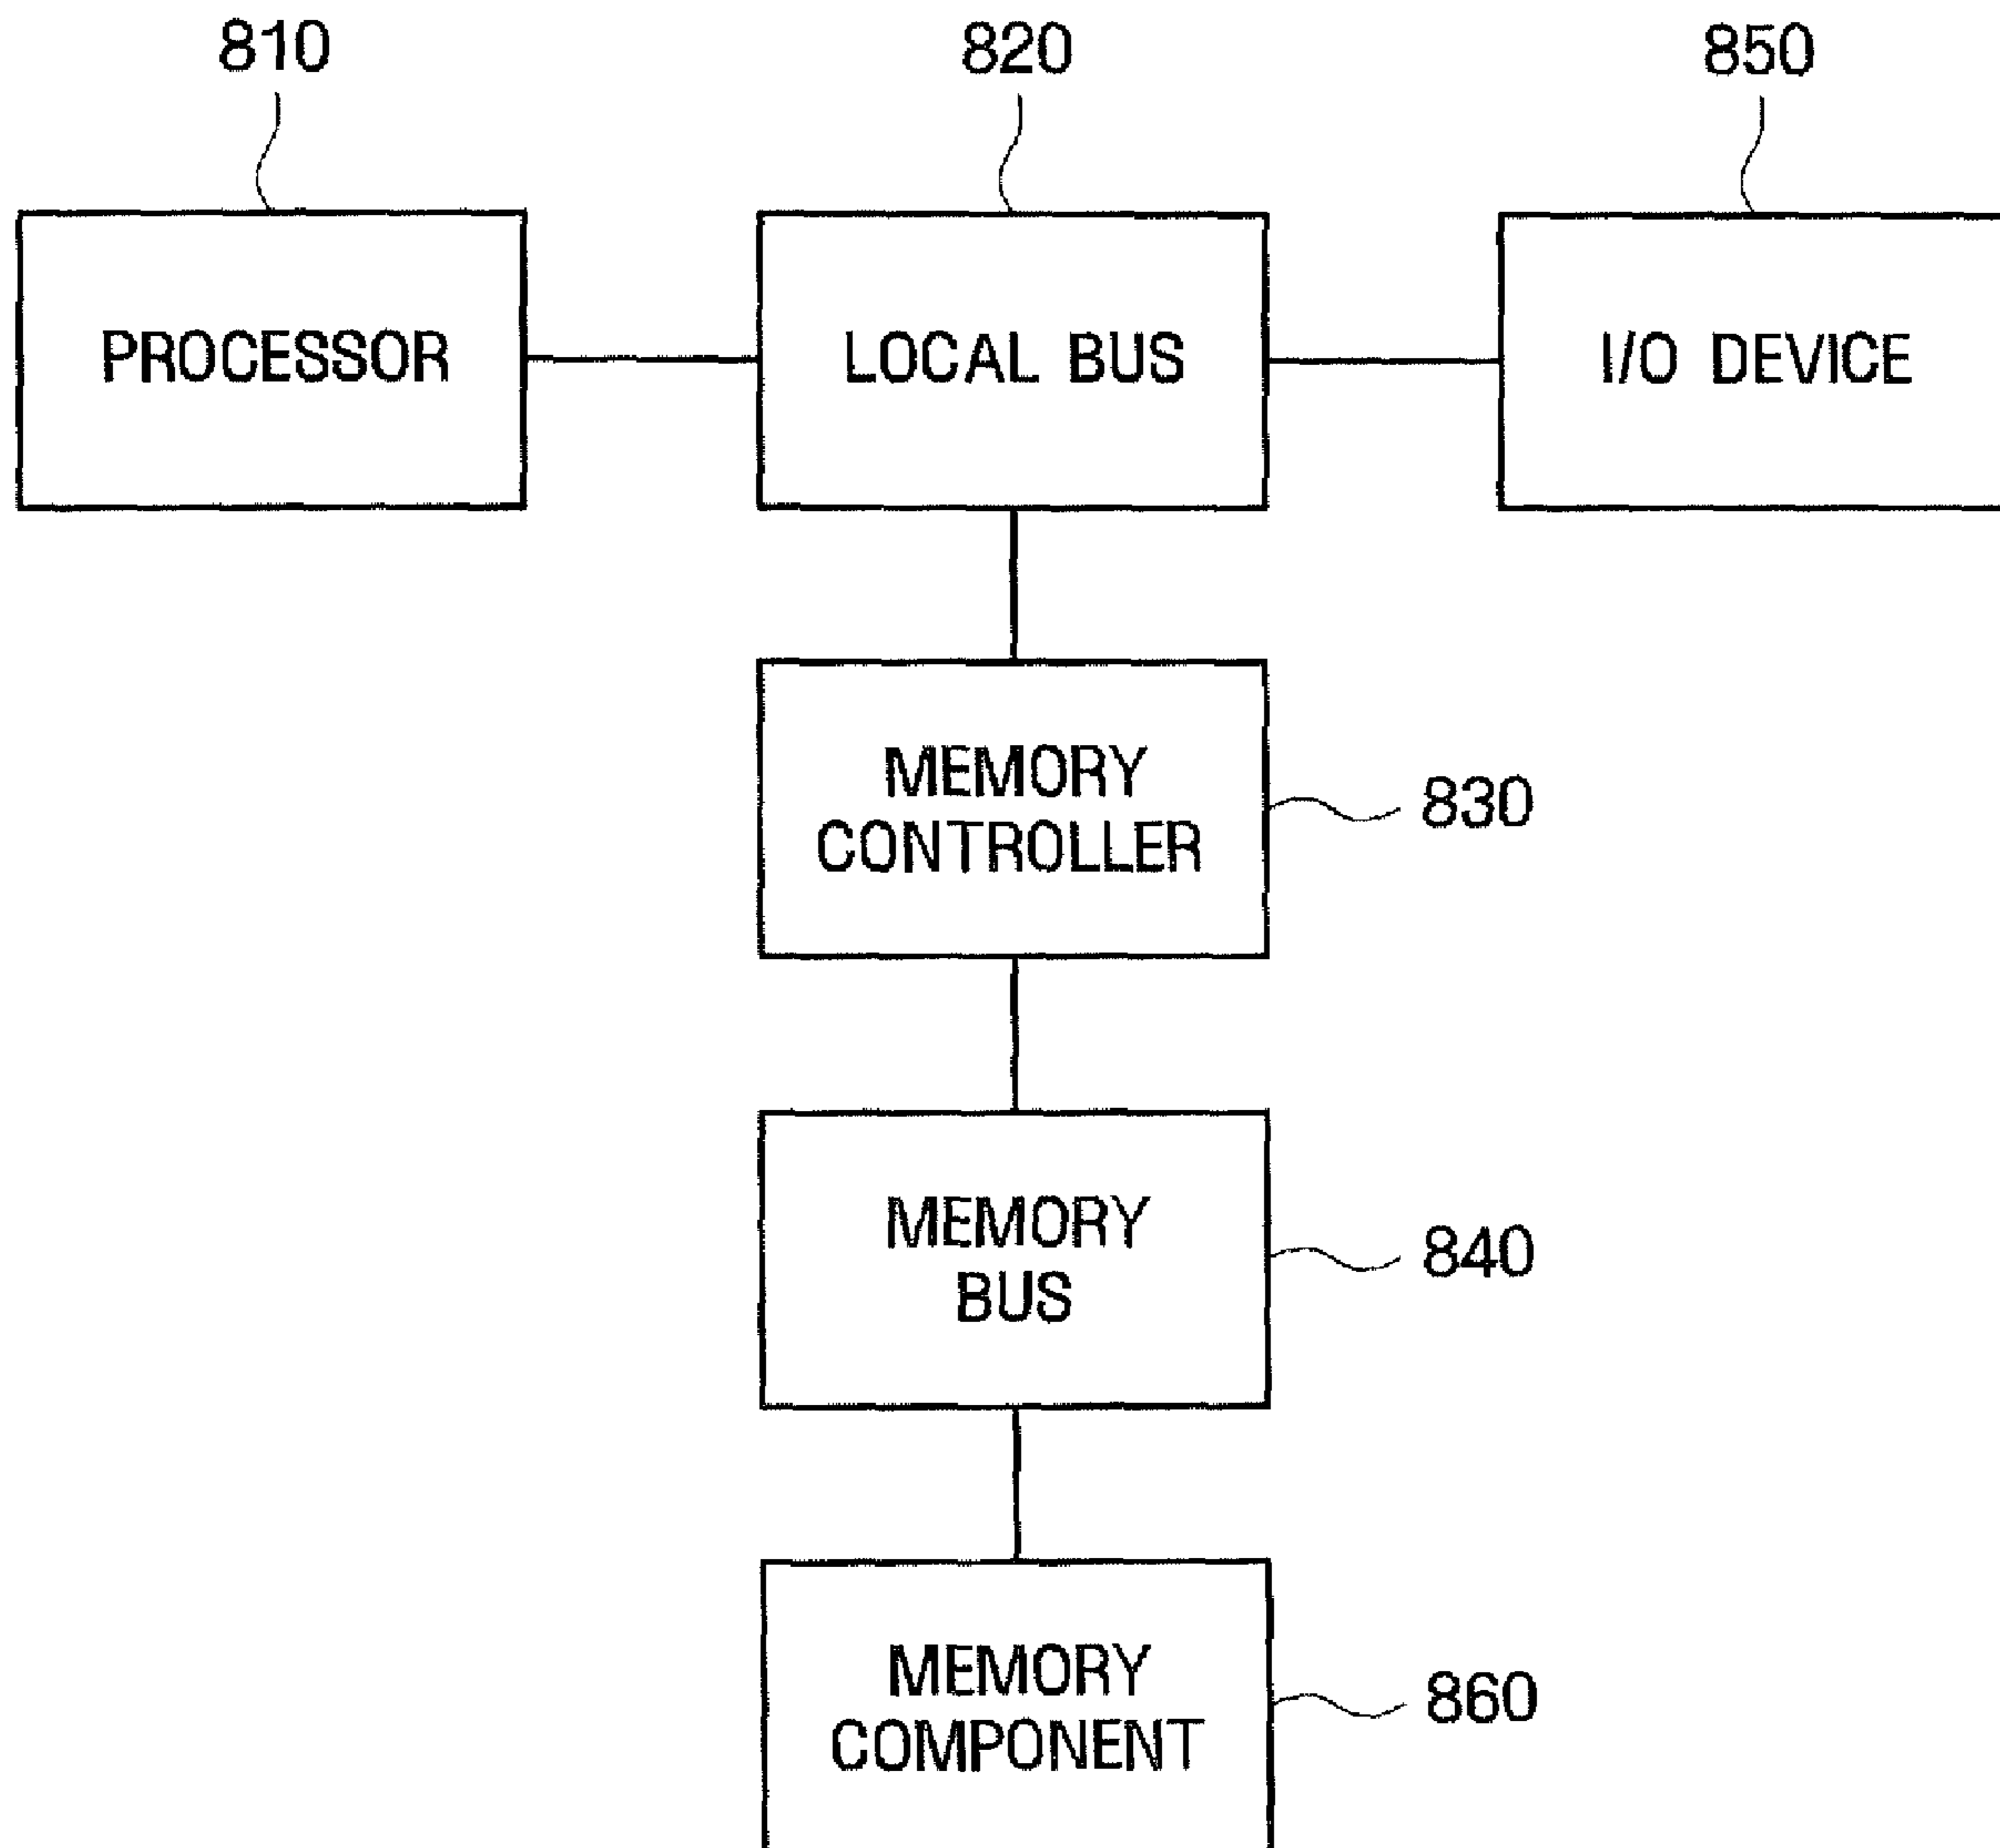 810
820
850
PROCESSOR
LOCAL BUS
I/O DEVICE
MEMORY
CONTROLLER
830
MEMORY
BUS
840
MEMORY
COMPONENT
860